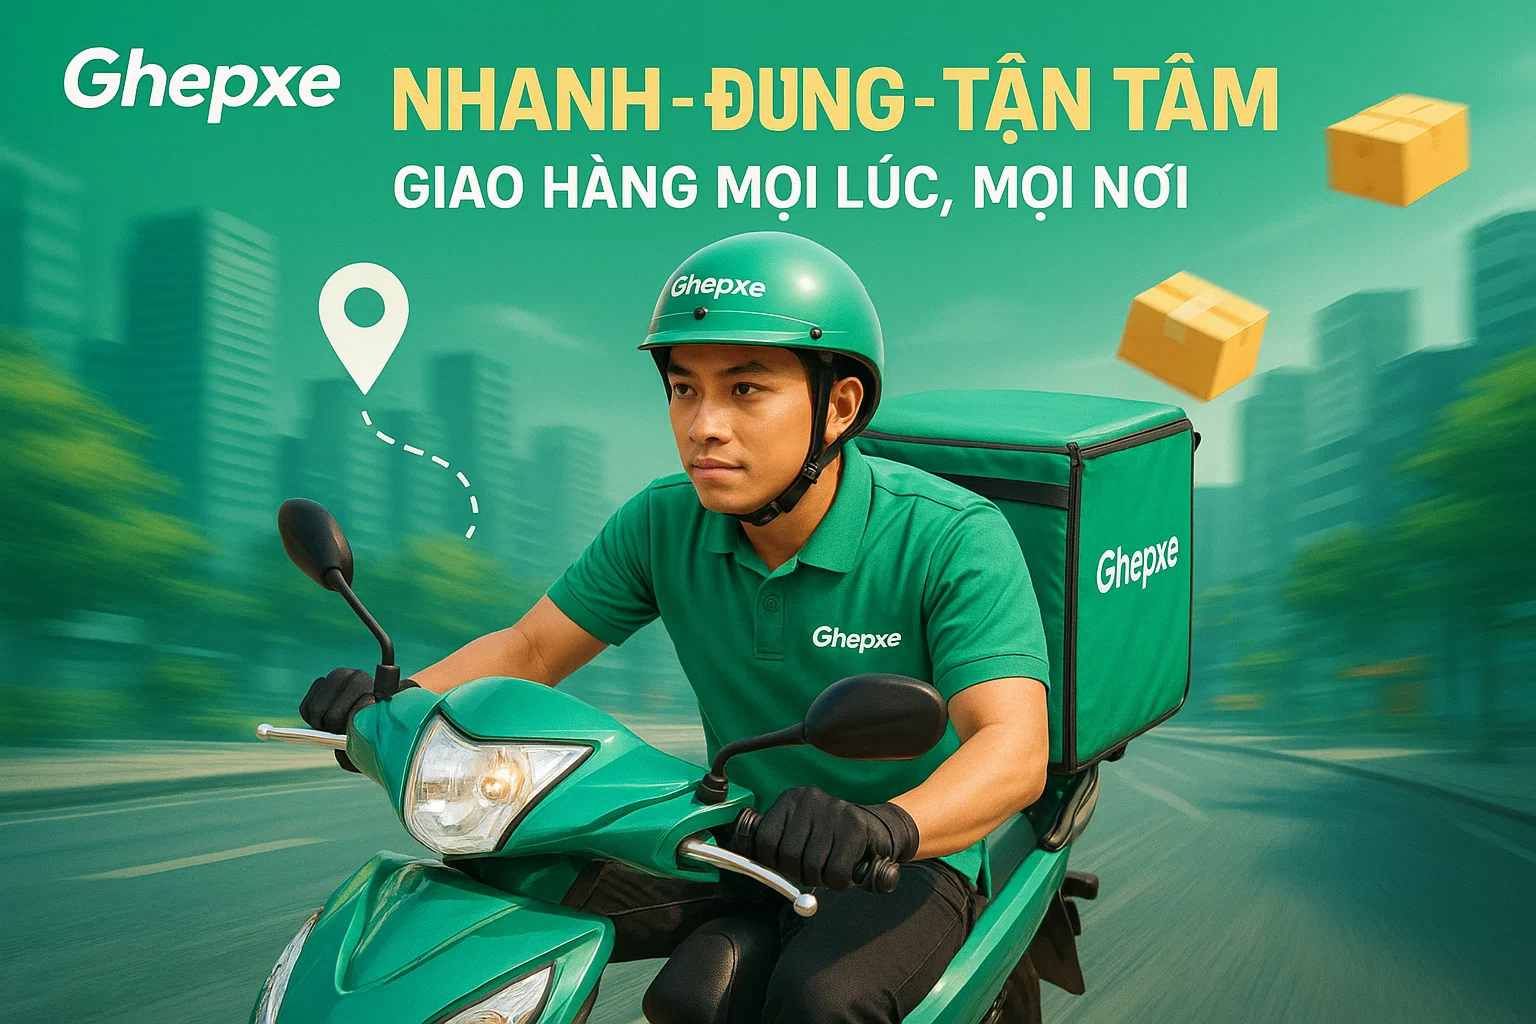 Ghepxe
NHANH-ĐUNG-TẬN TÂM
GIAO HÀNG MỌI LÚC, MỌI NƠI
Ghepxe
Ghepxe
Ghepxe